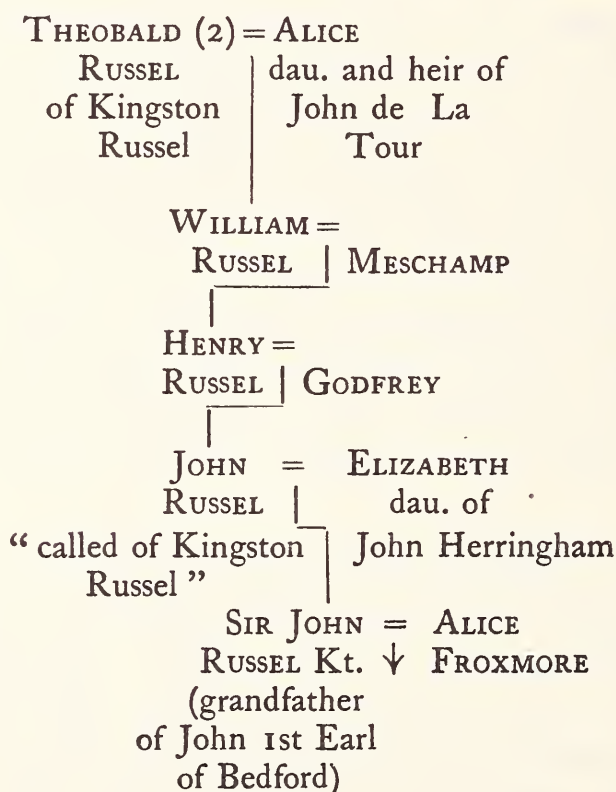 THEOBALD (2) = ALICE
RUSSEL dau. and heir of
of Kingston John de La
Russel Tour
WILLIAM =
RUSSEL MESCHAMP
HENRY =
RUSSEL GODFREY
JOHN = ELIZABETH
RUSSEL dau. of
“called of Kingston John Herringham
Russel”
SIR JOHN = ALICE
RUSSEL KT. FROXMORE
(grandfather
of John 1st Earl
of Bedford)